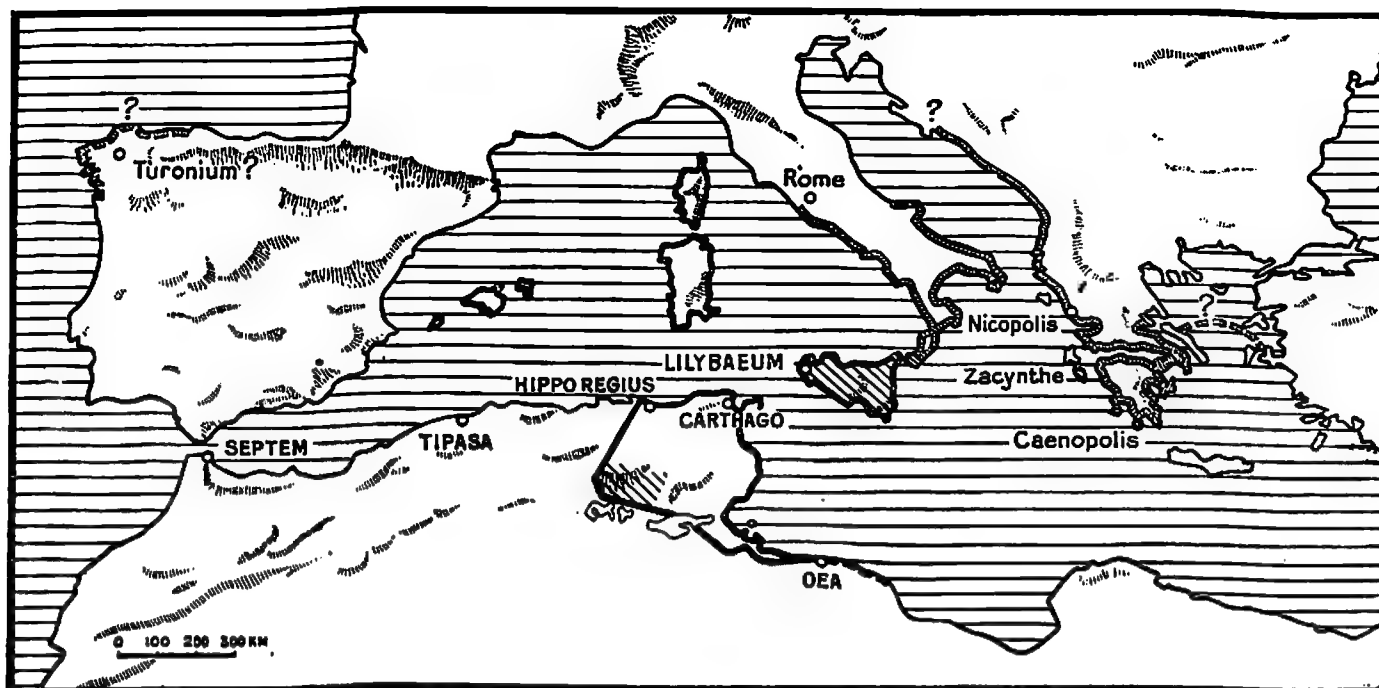 ?
Turonium ?
?
Rome
Nicopolis
?
LILYBAEUM
Zacynthe
HIPPO REGIUS
CARTHAGO
SEPTEM
TIPASA
Caenopolis
OEA
0 100 200 300 KM